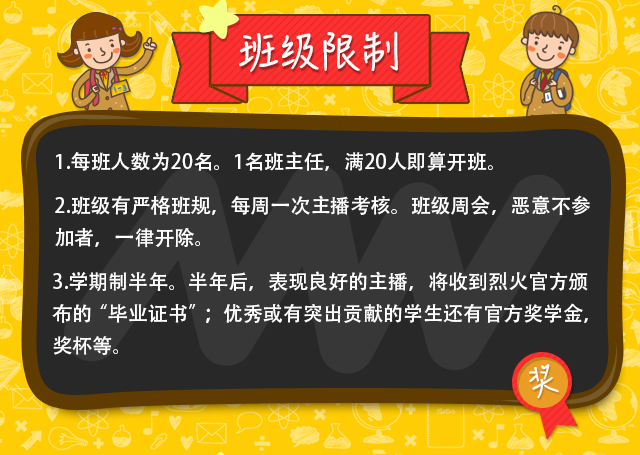 班级限制
1.每班人数为20名。1名班主任，满20人即算开班。
2.班级有严格班规，每周一次主播考核。班级周会，恶意不参
加者，一律开除。
3.学期制半年。半年后，表现良好的主播，将收到烈火官方颁
布的“毕业证书”；优秀或有突出贡献的学生还有官方奖学金，
奖杯等。
奖